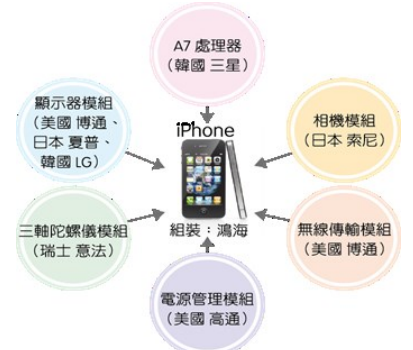 A7 處理器
（韓國 三星）
顯示器模組
（美國 博通、
日本 夏普、
韓國 LG）
iPhone
相機模組
（日本 索尼）
三軸陀螺儀模組
（瑞士 意法）
組裝：鴻海
無線傳輸模組
（美國 博通）
電源管理模組
（美國 高通）